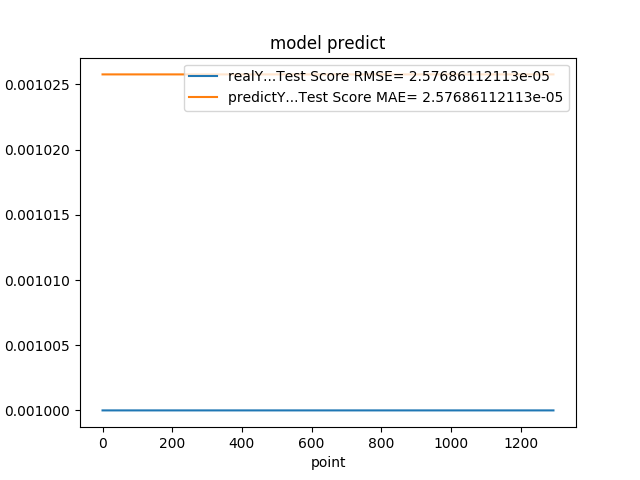 model predict
realY...Test Score RMSE= 2.57686112113e-05
predictY...Test Score MAE= 2.57686112113e-05
0.001025
0.001020
0.001015
0.001010
0.001005
0.001000
0 200 400 600 800 1000 1200
point